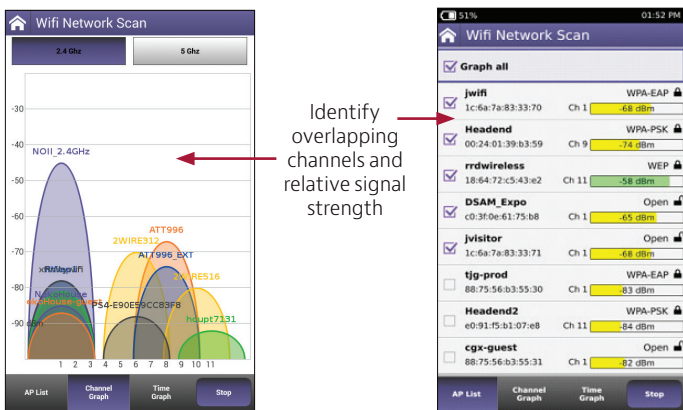 Wifi Network Scan
2.4 Ghz
5 Ghz
-30
-40
NOII_2.4GHz
-50
-60
ATT996
2WIRE312
ATT996_EXT
-70
2WIRE516
-80
NakoHouse
nakoHouse-guest
PS4-E90E59CC83F8
houpt7131
-90 dBm
1 2 3 4 5 6 7 8 9 10 11
AP List
Channel Graph
Time Graph
Stop
Identify
overlapping
channels and
relative signal
strength
51% 01:52 PM
Wifi Network Scan
Graph all
jwifi WPA-EAP
1c:6a:7a:83:33:70 Ch 1 -68 dBm
Headend WPA-PSK
00:24:01:39:b3:59 Ch 9 -74 dBm
rrdwireless WEP
18:64:72:c5:43:e2 Ch 11 -58 dBm
DSAM_Expo Open
c0:3f:0e:61:75:b8 Ch 1 -65 dBm
jvisitor Open
1c:6a:7a:83:33:71 Ch 1 -68 dBm
tjg-prod WPA-EAP
88:75:56:b3:55:30 Ch 1 -83 dBm
Headend2 WPA-PSK
e0:91:f5:b1:07:e8 Ch 11 -84 dBm
cgx-guest Open
88:75:56:b3:55:31 Ch 1 -82 dBm
AP List
Channel Graph
Time Graph
Stop